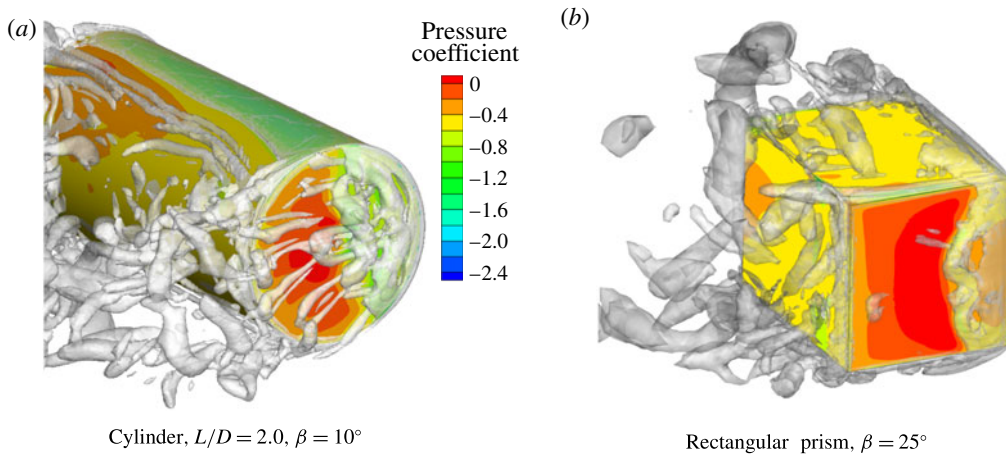 (a)
Pressure
coefficient
0
–0.4
–0.8
–1.2
–1.6
–2.0
–2.4
Cylinder, L/D = 2.0, β = 10°
(b)
Rectangular prism, β = 25°